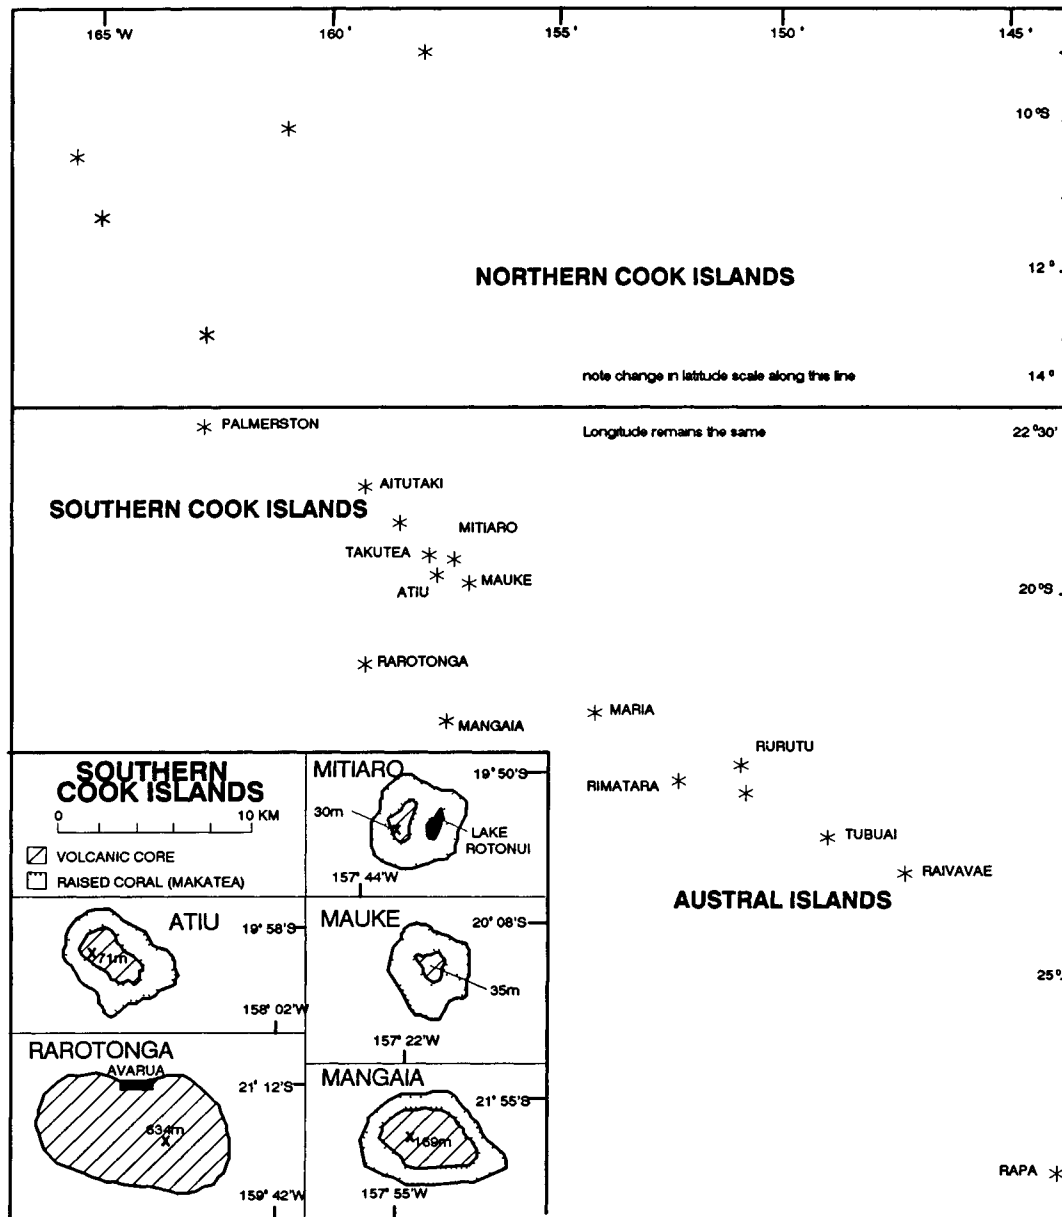 165 °W
160 °
155 °
150 °
145 °
10 °S
NORTHERN COOK ISLANDS
12 °
note change in latitude scale along this line
14 °
PALMERSTON
Longitude remains the same
22 °30'
AITUTAKI
SOUTHERN COOK ISLANDS
MITIARO
TAKUTEA
MAUKE
ATIU
20 °S
RAROTONGA
MARIA
MANGAIA
RURUTU
RIMATARA
TUBUAI
RAIVAVAE
AUSTRAL ISLANDS
25 °
RAPA
SOUTHERN
COOK ISLANDS
0 10 KM
VOLCANIC CORE
RAISED CORAL (MAKATEA)
MITIARO
19° 50'S
30m
LAKE
ROTONUI
157° 44'W
ATIU
19° 58'S
71m
158° 02'W
MAUKE
20° 08'S
35m
157° 22'W
RAROTONGA
AVARUA
21° 12'S
634m
159° 42'W
MANGAIA
21° 55'S
169m
157° 55'W